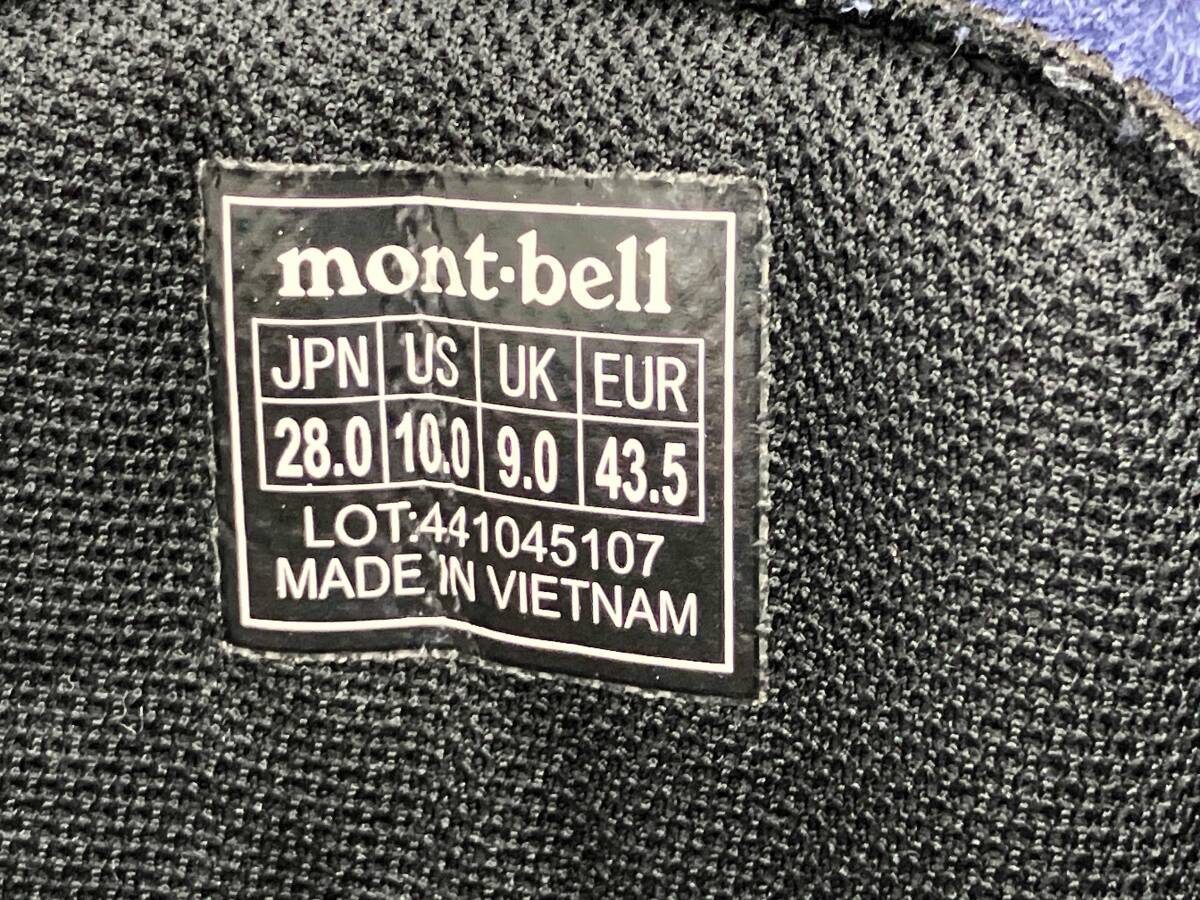 mont·bell
JPN US UK EUR
28.0 10.0 9.0 43.5
LOT:441045107
MADE IN VIETNAM